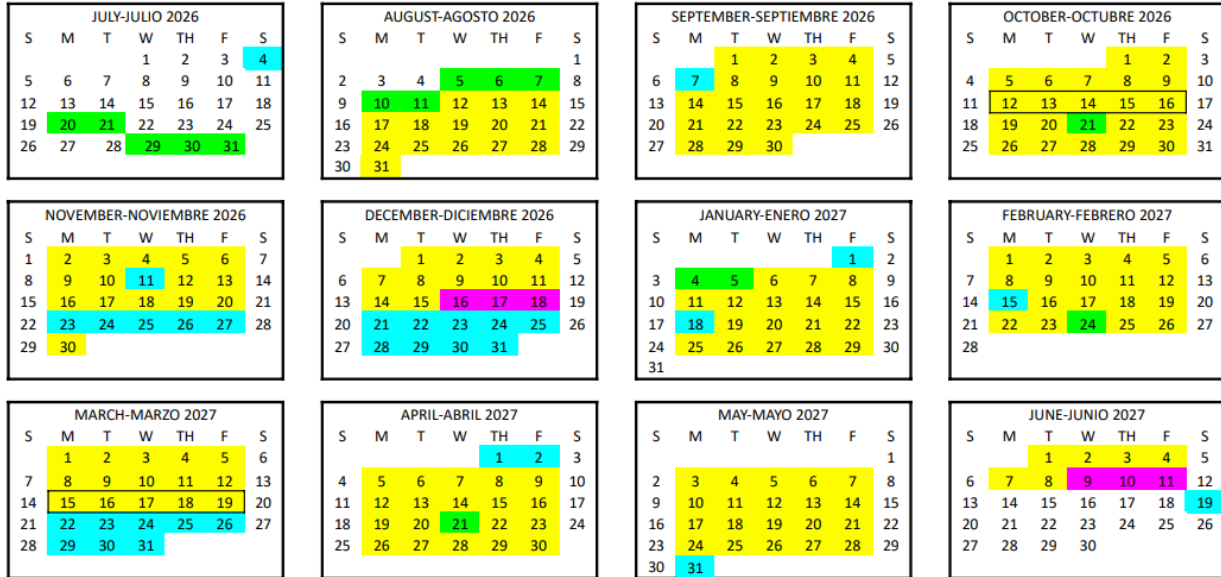 JULY-JULIO 2026
S M T W TH F S
1 2 3 4
5 6 7 8 9 10 11
12 13 14 15 16 17 18
19 20 21 22 23 24 25
26 27 28 29 30 31
AUGUST-AGOSTO 2026
S M T W TH F S
1
2 3 4 5 6 7 8
9 10 11 12 13 14 15
16 17 18 19 20 21 22
23 24 25 26 27 28 29
30 31
SEPTEMBER-SEPTIEMBRE 2026
S M T W TH F S
1 2 3 4 5
6 7 8 9 10 11 12
13 14 15 16 17 18 19
20 21 22 23 24 25 26
27 28 29 30
OCTOBER-OCTUBRE 2026
S M T W TH F S
1 2 3
4 5 6 7 8 9 10
11 12 13 14 15 16 17
18 19 20 21 22 23 24
25 26 27 28 29 30 31
NOVEMBER-NOVIEMBRE 2026
S M T W TH F S
1 2 3 4 5 6 7
8 9 10 11 12 13 14
15 16 17 18 19 20 21
22 23 24 25 26 27 28
29 30
DECEMBER-DICIEMBRE 2026
S M T W TH F S
1 2 3 4 5
6 7 8 9 10 11 12
13 14 15 16 17 18 19
20 21 22 23 24 25 26
27 28 29 30 31
JANUARY-ENERO 2027
S M T W TH F S
1 2
3 4 5 6 7 8 9
10 11 12 13 14 15 16
17 18 19 20 21 22 23
24 25 26 27 28 29 30
31
FEBRUARY-FEBRERO 2027
S M T W TH F S
1 2 3 4 5 6
7 8 9 10 11 12 13
14 15 16 17 18 19 20
21 22 23 24 25 26 27
28
MARCH-MARZO 2027
S M T W TH F S
1 2 3 4 5 6
7 8 9 10 11 12 13
14 15 16 17 18 19 20
21 22 23 24 25 26 27
28 29 30 31
APRIL-ABRIL 2027
S M T W TH F S
1 2 3
4 5 6 7 8 9 10
11 12 13 14 15 16 17
18 19 20 21 22 23 24
25 26 27 28 29 30
MAY-MAYO 2027
S M T W TH F S
1
2 3 4 5 6 7 8
9 10 11 12 13 14 15
16 17 18 19 20 21 22
23 24 25 26 27 28 29
30 31
JUNE-JUNIO 2027
S M T W TH F S
1 2 3 4 5
6 7 8 9 10 11 12
13 14 15 16 17 18 19
20 21 22 23 24 25 26
27 28 29 30